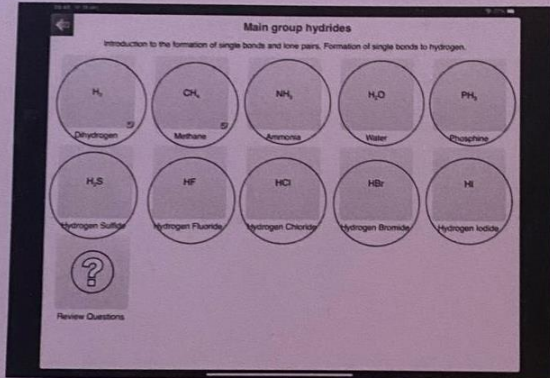 Main group hydrides
Introduction to the formation of single bonds and lone pairs. Formation of single bonds to hydrogen.
H₂
CH₄
NH₃
H₂O
PH₃
Dihydrogen
Methane
Ammonia
Water
Phosphine
H₂S
HF
HCl
HBr
HI
Hydrogen Sulfide
Hydrogen Fluoride
Hydrogen Chloride
Hydrogen Bromide
Hydrogen Iodide
?
Review Questions